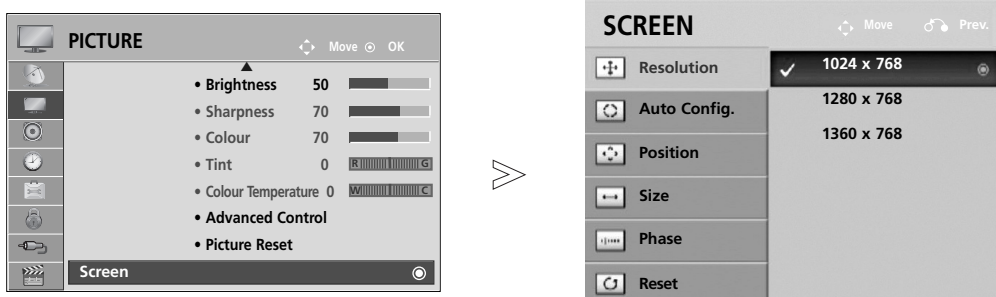 PICTURE
Move OK
• Brightness 50
• Sharpness 70
• Colour 70
• Tint 0 R G
• Colour Temperature 0 W C
• Advanced Control
• Picture Reset
Screen
SCREEN
Move Prev.
Resolution
Auto Config.
Position
Size
Phase
Reset
1024 x 768
1280 x 768
1360 x 768